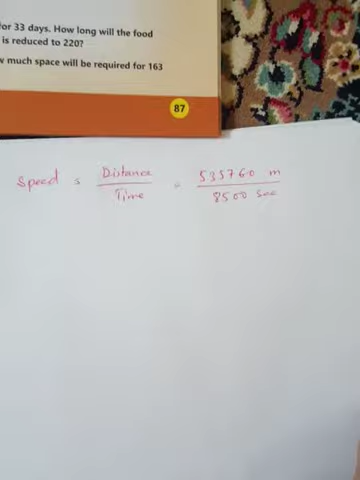 for 33 days. How long will the food
is reduced to 220?
much space will be required for 163
87
Speed = Distance / Time = 535760 m / 8500 Sec